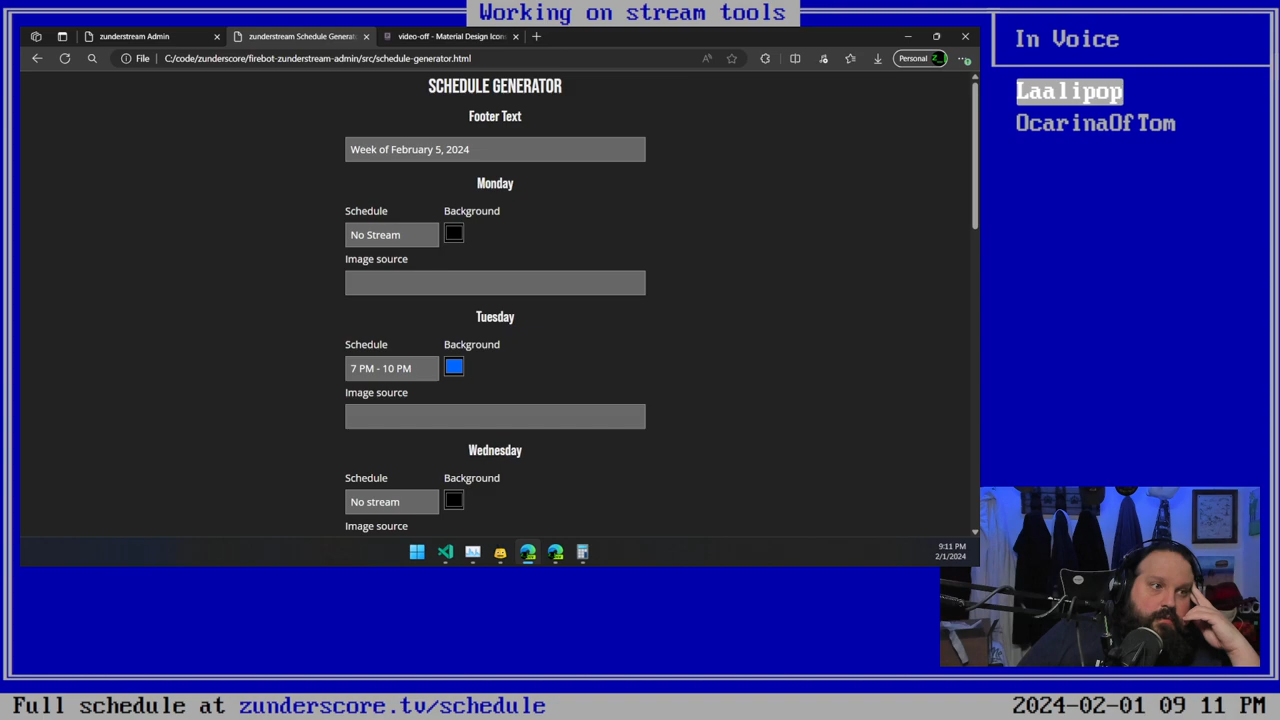 Working on stream tools
zunderstream Admin
zunderstream Schedule Generat
video-off - Material Design Icon
File
C:/code/zunderscore/firebot-zunderstream-admin/src/schedule-generator.html
Personal
SCHEDULE GENERATOR
Footer Text
Week of February 5, 2024
Monday
Schedule
Background
No Stream
Image source
Tuesday
Schedule
Background
7 PM - 10 PM
Image source
Wednesday
Schedule
Background
No stream
Image source
9:11 PM
2/1/2024
In Voice
Laalipop
OcarinaOfTom
Full schedule at zunderscore.tv/schedule
2024-02-01 09 11 PM